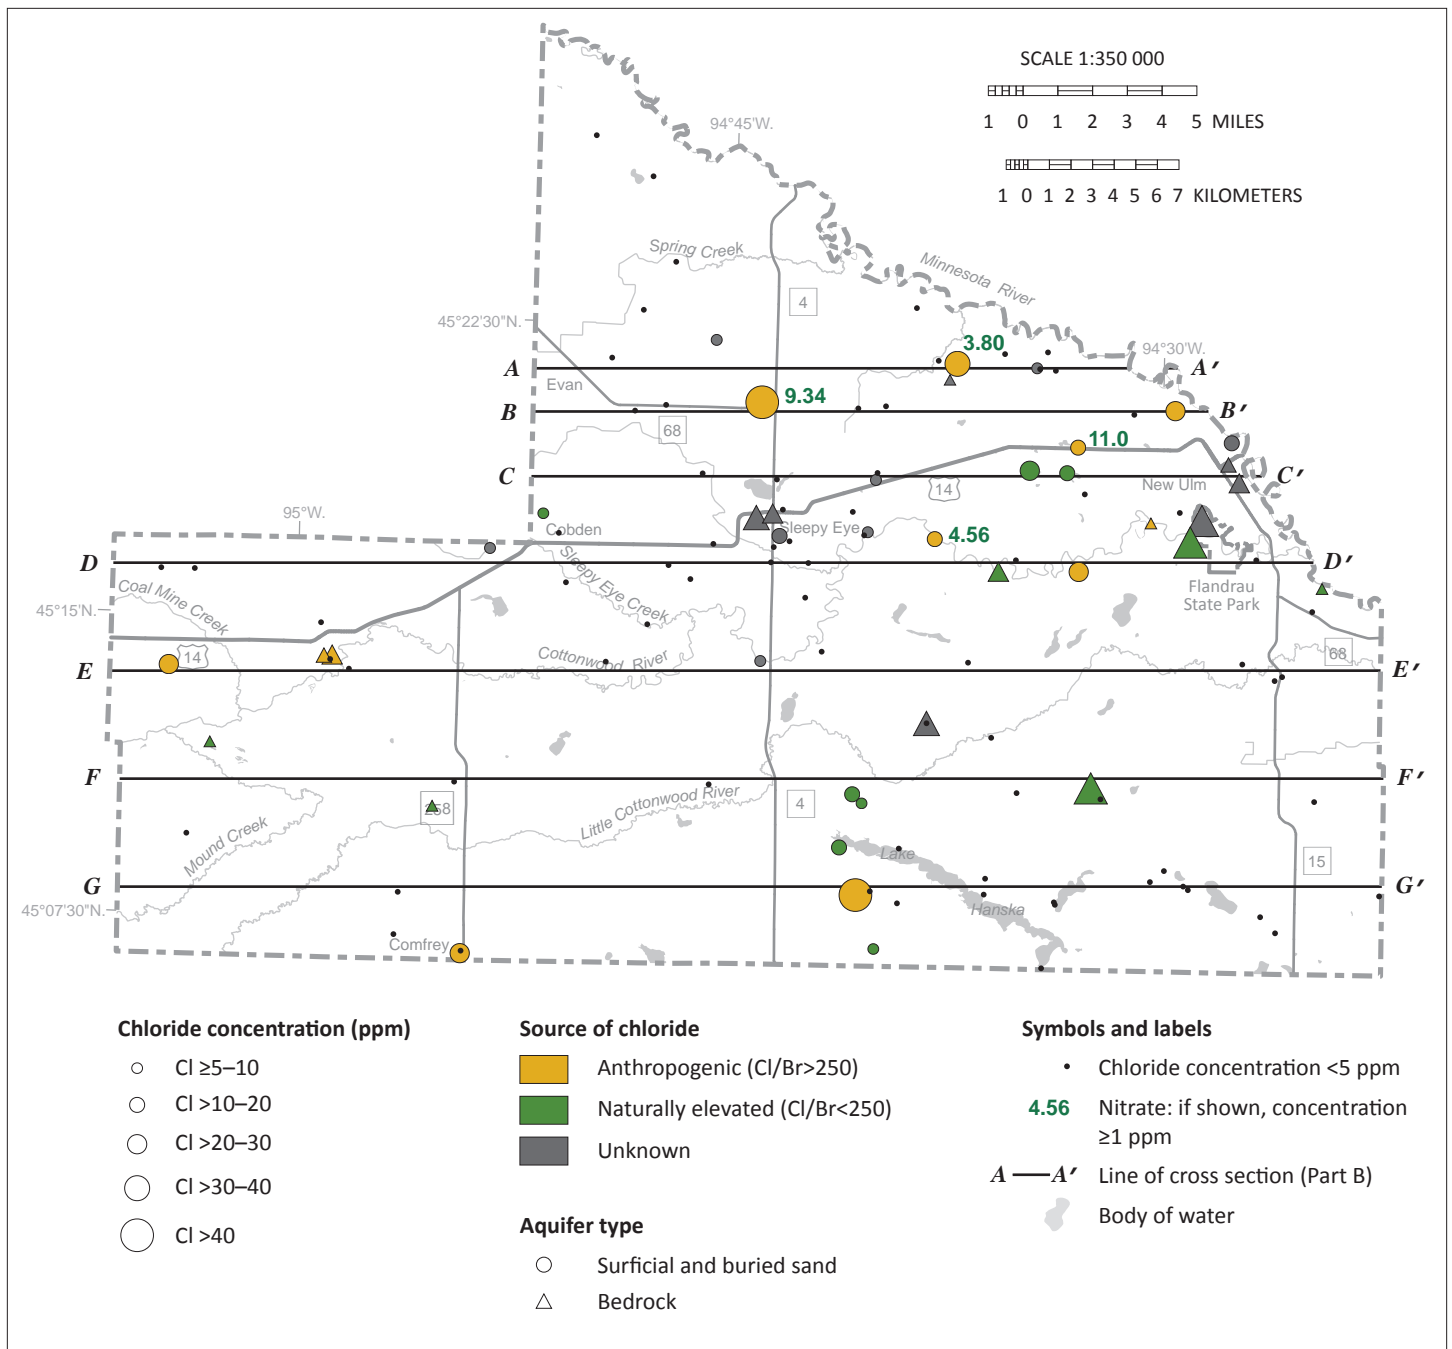 SCALE 1:350 000
1 0 1 2 3 4 5 MILES
1 0 1 2 3 4 5 6 7 KILOMETERS
94°45'W.
Spring Creek
Minnesota River
4
45°22'30"N.
3.80
94°30'W.
A A′
Evan
9.34
B B′
68
11.0
C C′
14
New Ulm
95°W.
Cobden
Sleepy Eye
4.56
D D′
Coal Mine Creek
Sleepy Eye Creek
Flandrau
State Park
45°15'N.
14
Cottonwood River
68
E E′
F F′
258
Little Cottonwood River
4
Mound Creek
Lake
15
G G′
45°07'30"N.
Hanska
Comfrey
Chloride concentration (ppm)
Cl ≥5–10
Cl >10–20
Cl >20–30
Cl >30–40
Cl >40
Source of chloride
Anthropogenic (Cl/Br>250)
Naturally elevated (Cl/Br<250)
Unknown
Aquifer type
Surficial and buried sand
Bedrock
Symbols and labels
Chloride concentration <5 ppm
4.56 Nitrate: if shown, concentration
≥1 ppm
A A′ Line of cross section (Part B)
Body of water